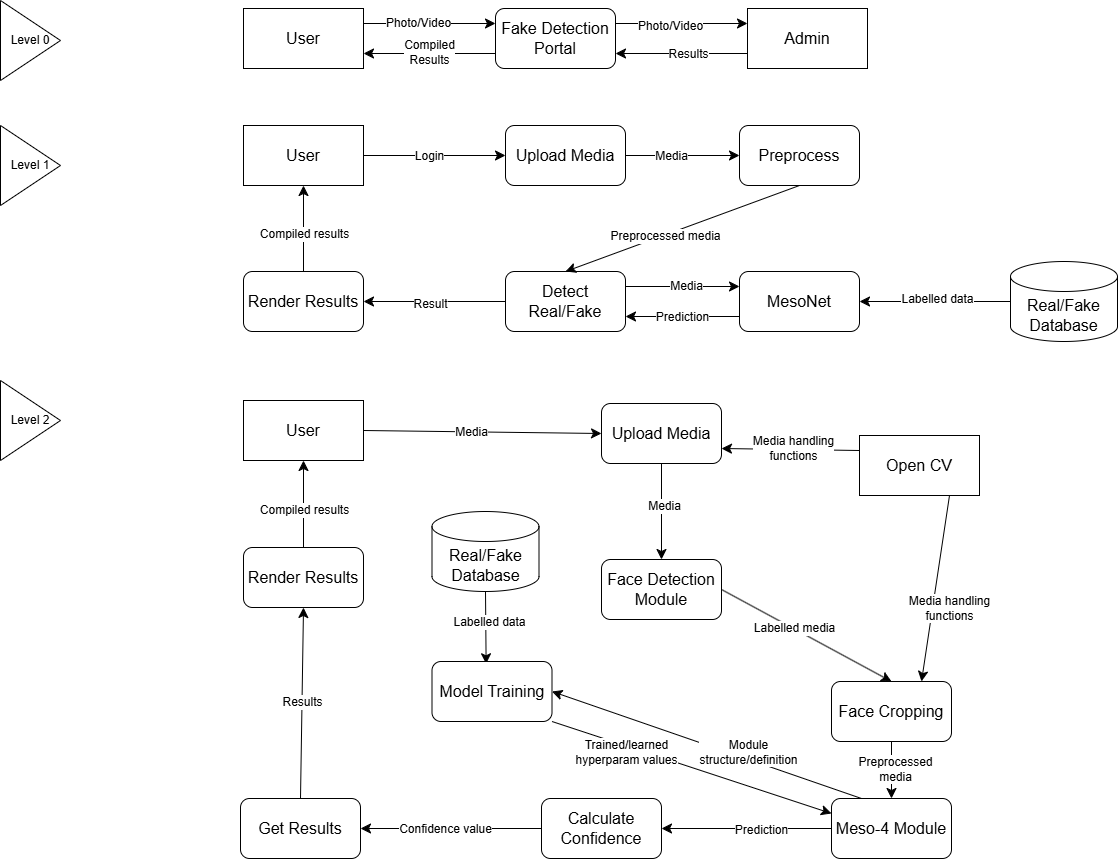 Level 0
User
Photo/Video
Compiled
Results
Fake Detection
Portal
Photo/Video
Results
Admin
Level 1
User
Login
Upload Media
Media
Preprocess
Compiled results
Preprocessed media
Render Results
Result
Detect
Real/Fake
Media
Prediction
MesoNet
Labelled data
Real/Fake
Database
Level 2
User
Media
Upload Media
Media handling
functions
Open CV
Compiled results
Media
Render Results
Real/Fake
Database
Face Detection
Module
Media handling
functions
Labelled data
Labelled media
Model Training
Face Cropping
Results
Trained/learned
hyperparam values
Module
structure/definition
Preprocessed
media
Get Results
Confidence value
Calculate
Confidence
Prediction
Meso-4 Module